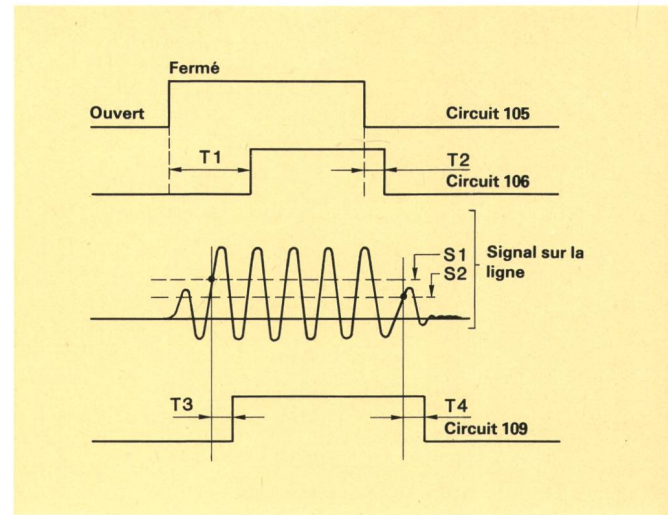 Fermé
Ouvert
Circuit 105
T1
T2
Circuit 106
S1
S2
Signal sur la
ligne
T3
T4
Circuit 109